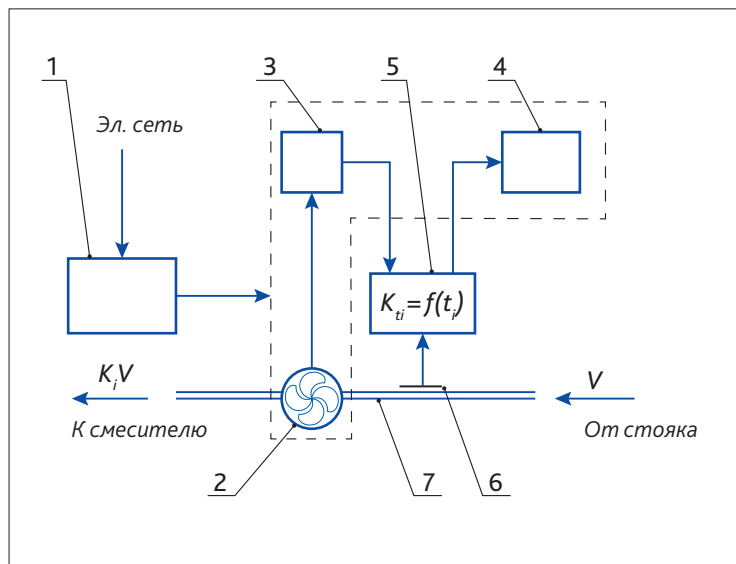 1
3
5
4
Эл. сеть
K_ti = f(t_i)
K_iV
V
К смесителю
От стояка
2
7
6